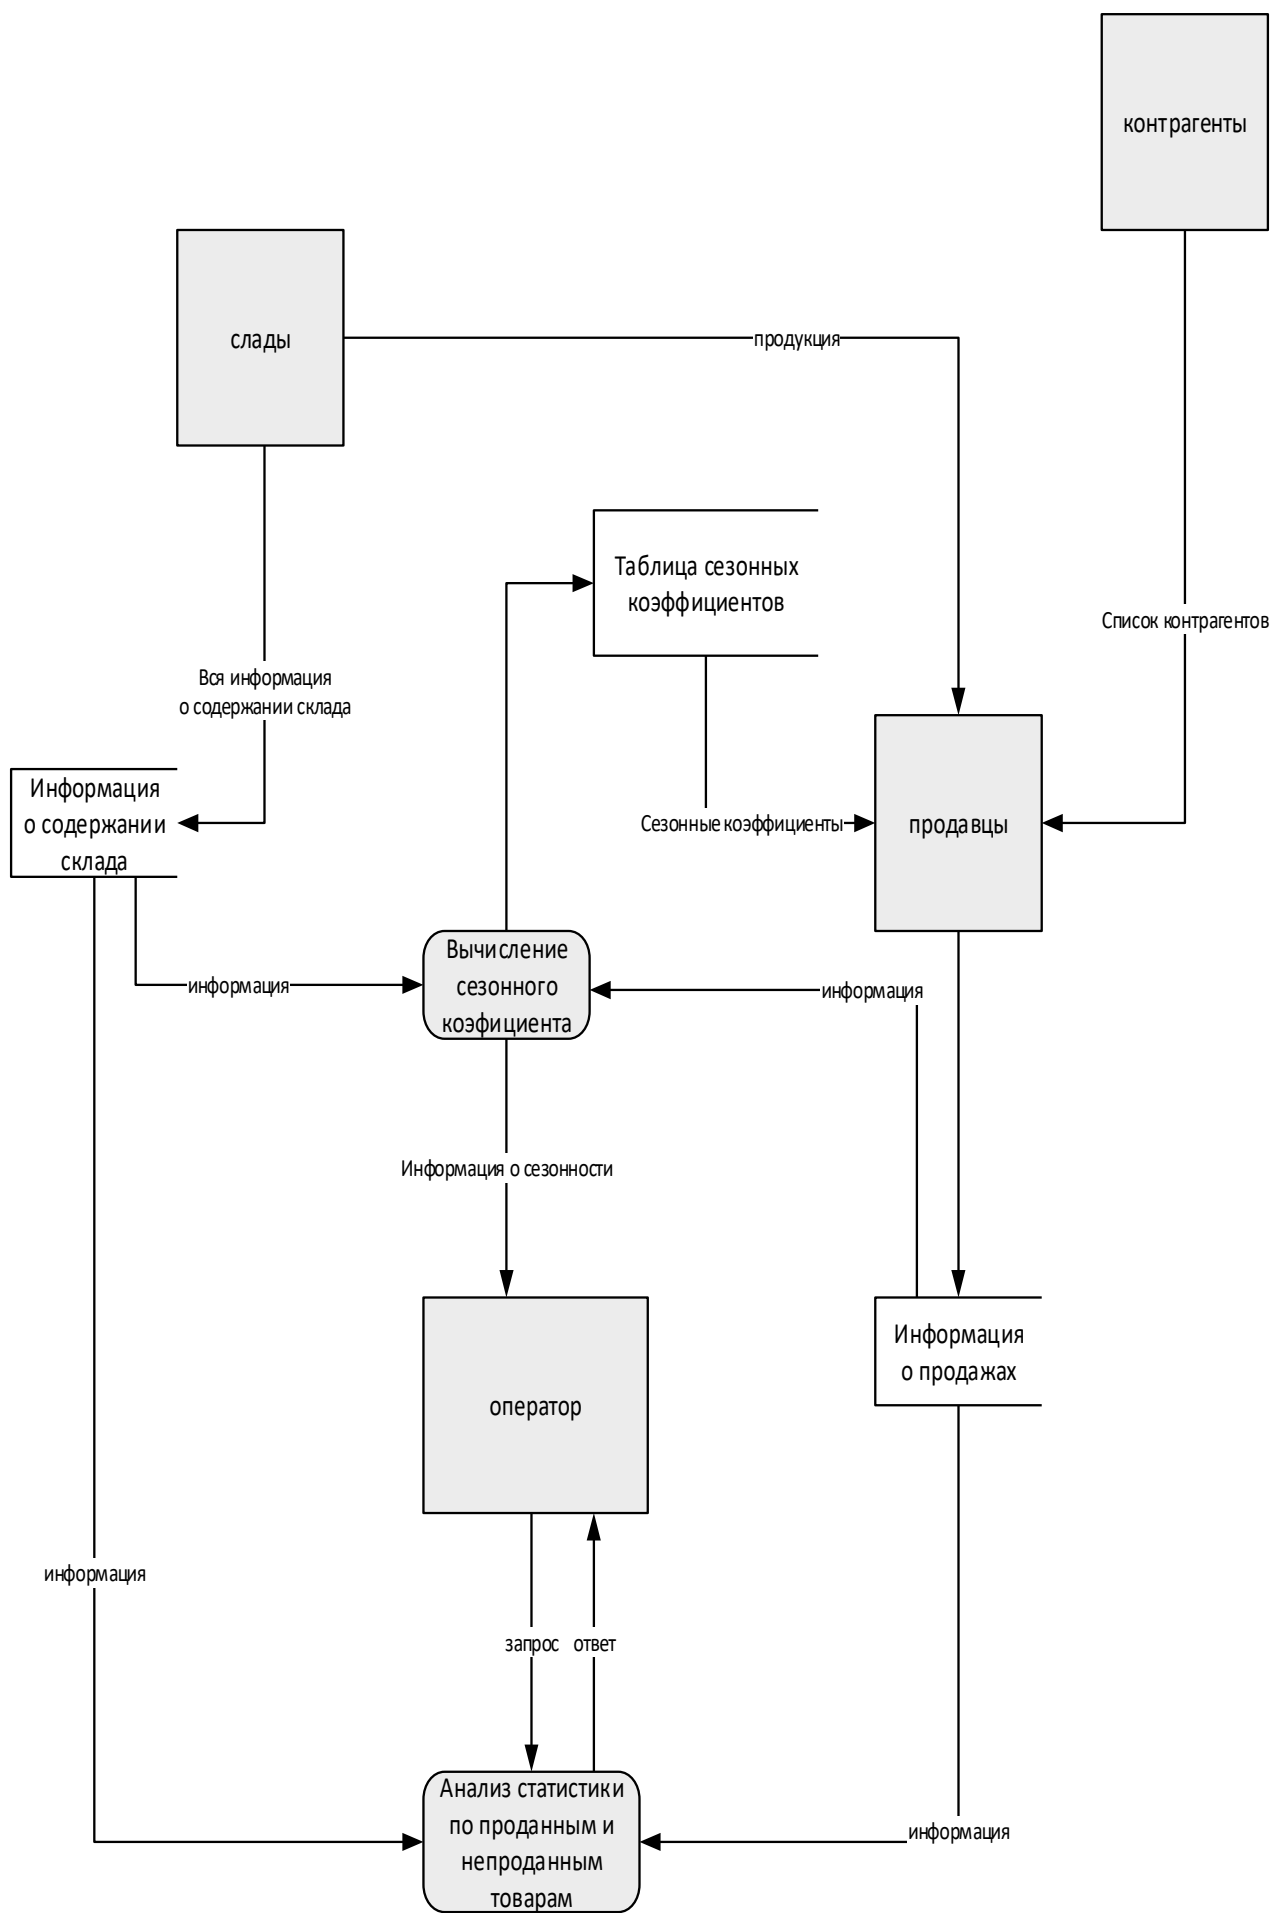 контрагенты
слады
продукция
Таблица сезонных
коэффициентов
Список контрагентов
Вся информация
о содержании склада
Информация
о содержании
склада
Сезонные коэффициенты
продавцы
Вычисление
сезонного
коэфициента
информация
информация
Информация о сезонности
Информация
о продажах
оператор
информация
запрос
ответ
Анализ статистики
по проданным и
непроданным
товарам
информация